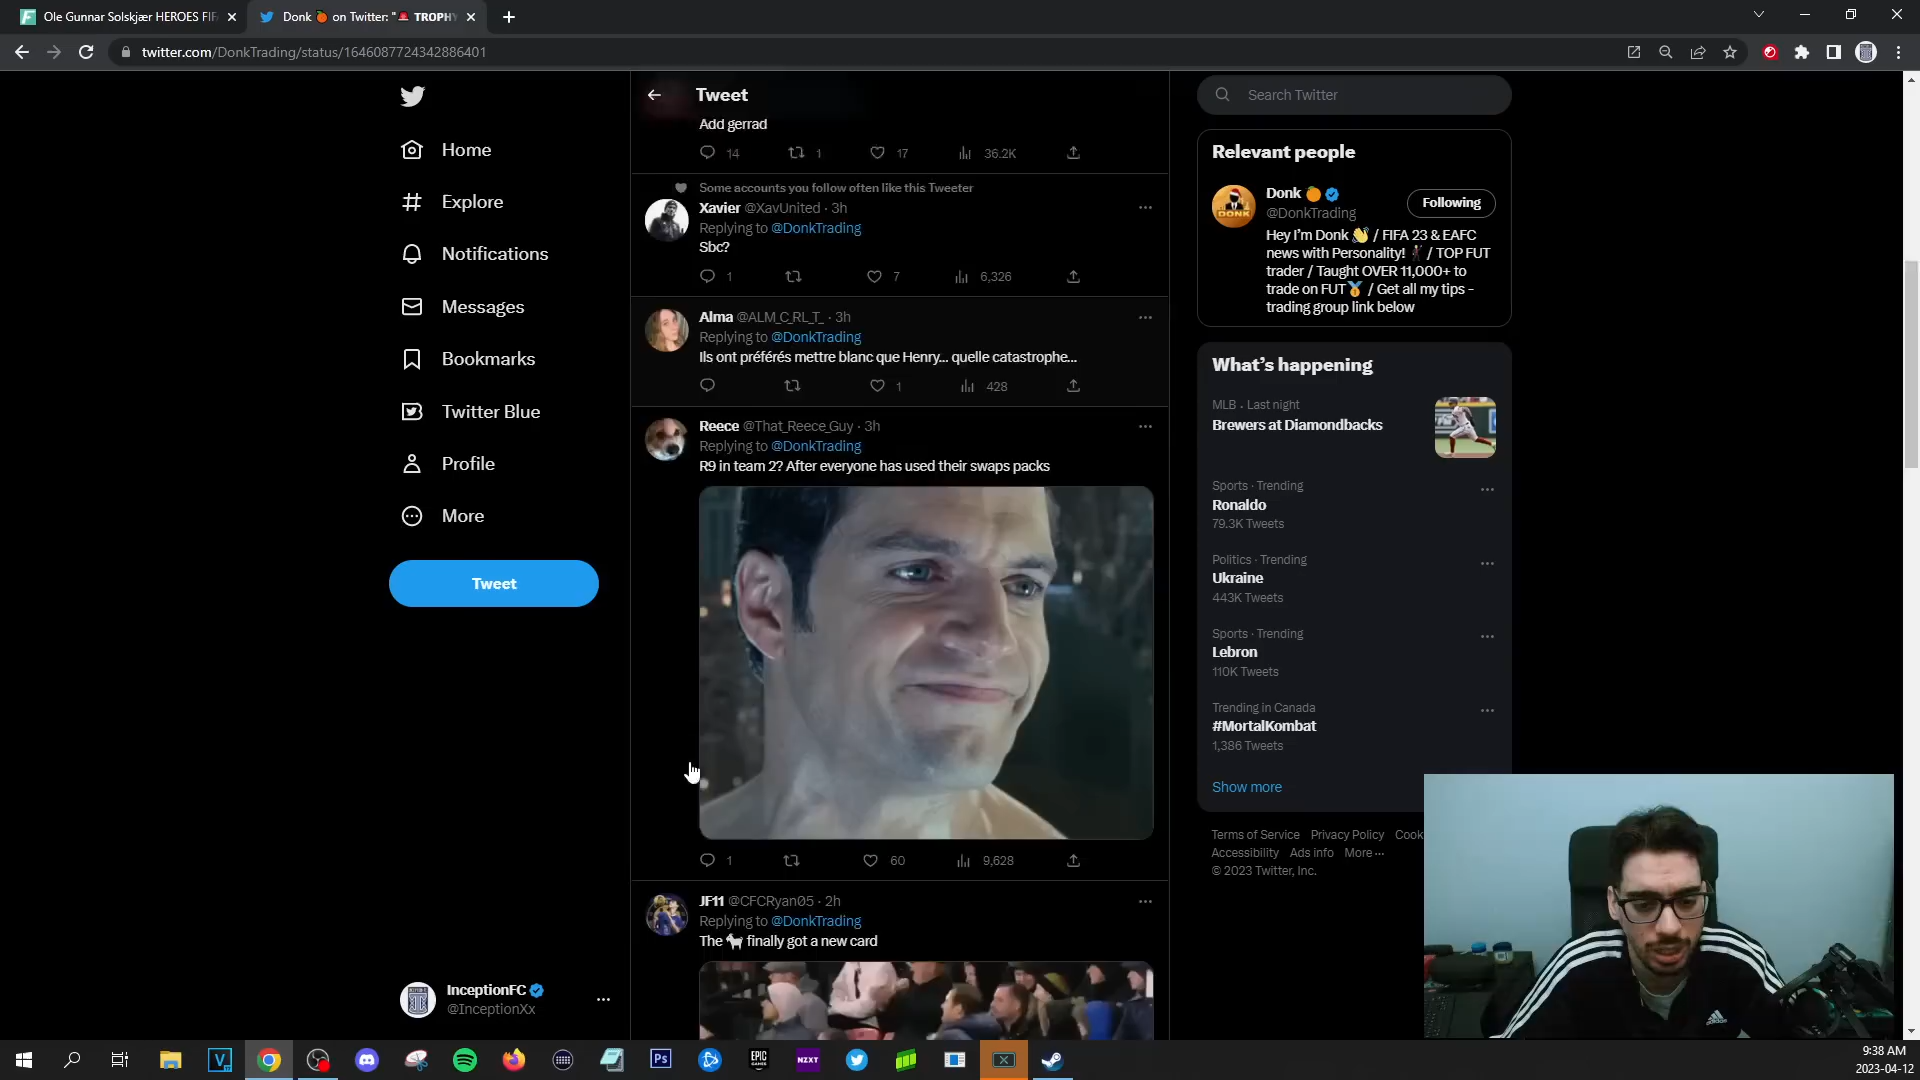 Ole Gunnar Solskjær HEROES FIF
Donk 🍊 on Twitter: "🚨 TROPHY
twitter.com/DonkTrading/status/1646087724342886401
Home
Explore
Notifications
Messages
Bookmarks
Twitter Blue
Profile
More
Tweet
InceptionFC
@InceptionXx
Tweet
Add gerrad
14 1 17 36.2K
Some accounts you follow often like this Tweeter
Xavier @XavUnited · 3h
Replying to @DonkTrading
Sbc?
1 7 6,326
Alma @ALM_C_RL_T_ · 3h
Replying to @DonkTrading
Ils ont préférés mettre blanc que Henry... quelle catastrophe...
1 428
Reece @That_Reece_Guy · 3h
Replying to @DonkTrading
R9 in team 2? After everyone has used their swaps packs
1 60 9,628
JF11 @CFCRyan05 · 2h
Replying to @DonkTrading
The 🐐 finally got a new card
Search Twitter
Relevant people
Donk 🍊
@DonkTrading
Following
DONK
Hey I'm Donk 👋 / FIFA 23 & EAFC
news with Personality! 🕺 / TOP FUT
trader / Taught OVER 11,000+ to
trade on FUT🥇 / Get all my tips -
trading group link below
What's happening
MLB · Last night
Brewers at Diamondbacks
Sports · Trending
Ronaldo
79.3K Tweets
Politics · Trending
Ukraine
443K Tweets
Sports · Trending
Lebron
110K Tweets
Trending in Canada
#MortalKombat
1,386 Tweets
Show more
Terms of Service Privacy Policy Cook
Accessibility Ads info More ···
© 2023 Twitter, Inc.
adidas
V
Ps
EPIC
GAMES
NZXT
9:38 AM
2023-04-12